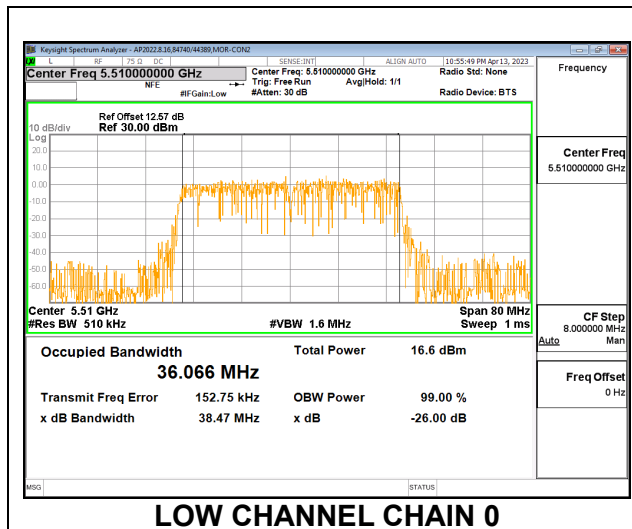 Keysight Spectrum Analyzer - AP2022.8.16,84740/44389,MOR-CON2
L RF 75 Ω DC SENSE:INT ALIGN AUTO 10:55:49 PM Apr 13, 2023
Center Freq 5.510000000 GHz Center Freq: 5.510000000 GHz Radio Std: None Frequency
NFE Trig: Free Run Avg|Hold: 1/1
#IFGain:Low #Atten: 30 dB Radio Device: BTS
Ref Offset 12.57 dB
10 dB/div Ref 30.00 dBm
Log
20.0
10.0
0.00
-10.0
-20.0
-30.0
-40.0
-50.0
-60.0
Center Freq
5.510000000 GHz
Center 5.51 GHz Span 80 MHz
#Res BW 510 kHz #VBW 1.6 MHz Sweep 1 ms
CF Step
8.000000 MHz
Auto Man
Occupied Bandwidth Total Power 16.6 dBm
36.066 MHz
Freq Offset
0 Hz
Transmit Freq Error 152.75 kHz OBW Power 99.00 %
x dB Bandwidth 38.47 MHz x dB -26.00 dB
MSG STATUS
LOW CHANNEL CHAIN 0